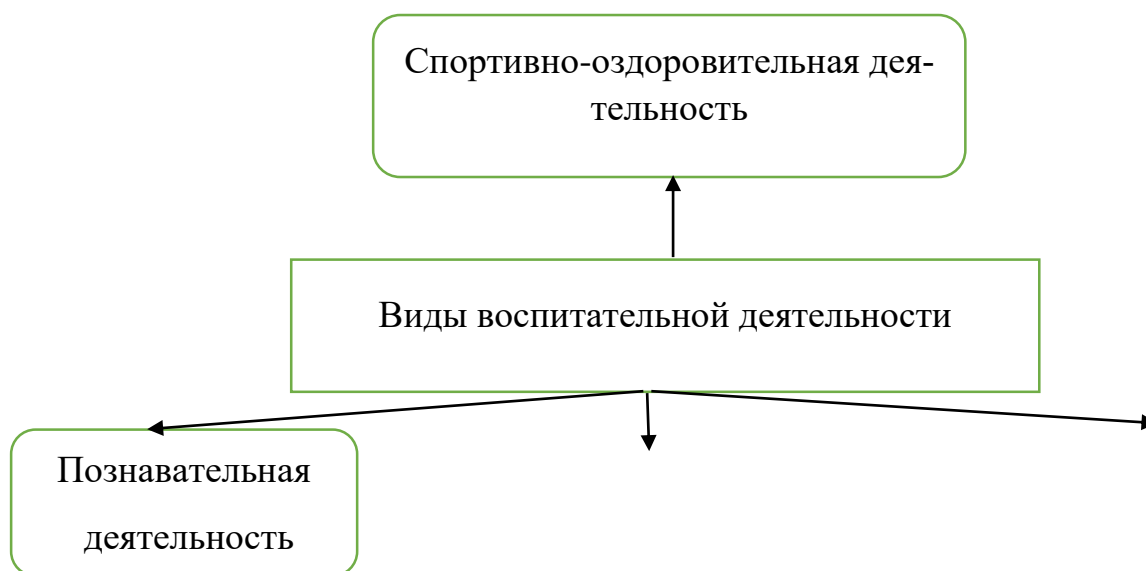 Спортивно-оздоровительная дея-
тельность
Виды воспитательной деятельности
Познавательная
деятельность